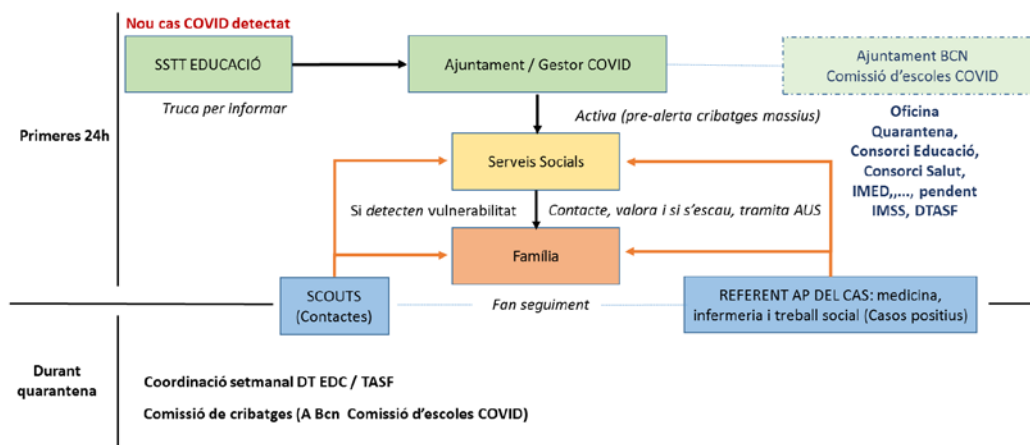 Nou cas COVID detectat
SSTT EDUCACIÓ
Ajuntament / Gestor COVID
Ajuntament BCN
Comissió d'escoles COVID
Truca per informar
Primeres 24h
Activa (pre-alerta cribatges massius)
Oficina
Quarantena,
Consorci Educació,
Consorci Salut,
IMED,,..., pendent
IMSS, DTASF
Serveis Socials
Si detecten vulnerabilitat
Contacte, valora i si s'escau, tramita AUS
Família
SCOUTS
(Contactes)
Fan seguiment
REFERENT AP DEL CAS: medicina,
infermeria i treball social (Casos positius)
Durant
quarantena
Coordinació setmanal DT EDC / TASF
Comissió de cribatges (A Bcn Comissió d'escoles COVID)